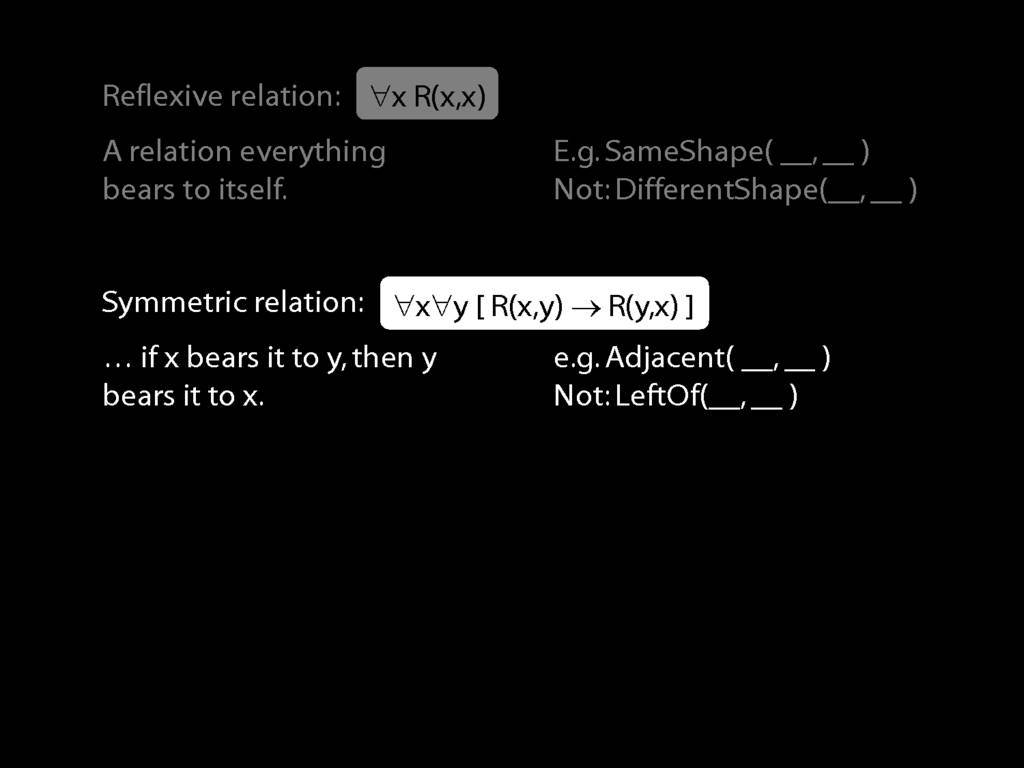 Reflexive relation: ∀x R(x,x)
A relation everything
bears to itself.
E.g. SameShape( __, __ )
Not: DifferentShape(__, __ )
Symmetric relation: ∀x∀y [ R(x,y) → R(y,x) ]
… if x bears it to y, then y
bears it to x.
e.g. Adjacent( __, __ )
Not: LeftOf(__, __ )